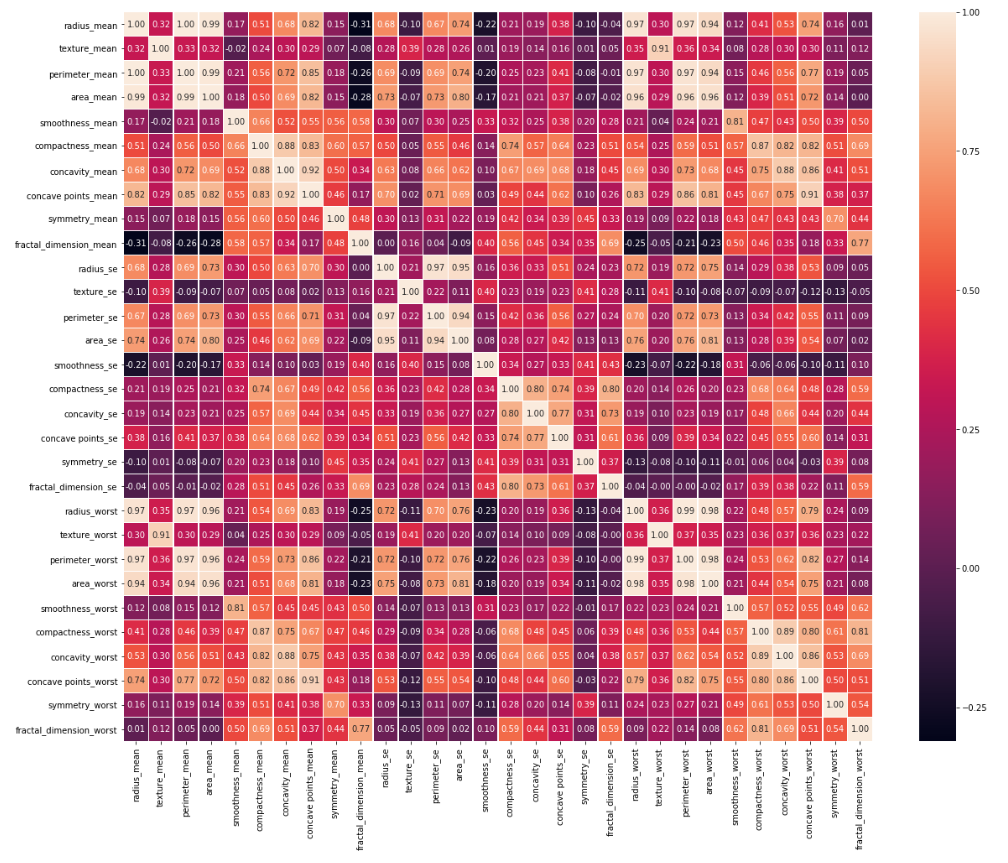 radius_mean 1.00 0.32 1.00 0.99 0.17 0.51 0.68 0.82 0.15 -0.31 0.68 -0.10 0.67 0.74 -0.22 0.21 0.19 0.38 -0.10 -0.04 0.97 0.30 0.97 0.94 0.12 0.41 0.53 0.74 0.16 0.01
texture_mean 0.32 1.00 0.33 0.32 -0.02 0.24 0.30 0.29 0.07 -0.08 0.28 0.39 0.28 0.26 0.01 0.19 0.14 0.16 0.01 0.05 0.35 0.91 0.36 0.34 0.08 0.28 0.30 0.30 0.11 0.12
perimeter_mean 1.00 0.33 1.00 0.99 0.21 0.56 0.72 0.85 0.18 -0.26 0.69 -0.09 0.69 0.74 -0.20 0.25 0.23 0.41 -0.08 -0.01 0.97 0.30 0.97 0.94 0.15 0.46 0.56 0.77 0.19 0.05
area_mean 0.99 0.32 0.99 1.00 0.18 0.50 0.69 0.82 0.15 -0.28 0.73 -0.07 0.73 0.80 -0.17 0.21 0.21 0.37 -0.07 -0.02 0.96 0.29 0.96 0.96 0.12 0.39 0.51 0.72 0.14 0.00
smoothness_mean 0.17 -0.02 0.21 0.18 1.00 0.66 0.52 0.55 0.56 0.58 0.30 0.07 0.30 0.25 0.33 0.32 0.25 0.38 0.20 0.28 0.21 0.04 0.24 0.21 0.81 0.47 0.43 0.50 0.39 0.50
compactness_mean 0.51 0.24 0.56 0.50 0.66 1.00 0.88 0.83 0.60 0.57 0.50 0.05 0.55 0.46 0.14 0.74 0.57 0.64 0.23 0.51 0.54 0.25 0.59 0.51 0.57 0.87 0.82 0.82 0.51 0.69
concavity_mean 0.68 0.30 0.72 0.69 0.52 0.88 1.00 0.92 0.50 0.34 0.63 0.08 0.66 0.62 0.10 0.67 0.69 0.68 0.18 0.45 0.69 0.30 0.73 0.68 0.45 0.75 0.88 0.86 0.41 0.51
concave points_mean 0.82 0.29 0.85 0.82 0.55 0.83 0.92 1.00 0.46 0.17 0.70 0.02 0.71 0.69 0.03 0.49 0.44 0.62 0.10 0.26 0.83 0.29 0.86 0.81 0.45 0.67 0.75 0.91 0.38 0.37
symmetry_mean 0.15 0.07 0.18 0.15 0.56 0.60 0.50 0.46 1.00 0.48 0.30 0.13 0.31 0.22 0.19 0.42 0.34 0.39 0.45 0.33 0.19 0.09 0.22 0.18 0.43 0.47 0.43 0.43 0.70 0.44
fractal_dimension_mean -0.31 -0.08 -0.26 -0.28 0.58 0.57 0.34 0.17 0.48 1.00 0.00 0.16 0.04 -0.09 0.40 0.56 0.45 0.34 0.35 0.69 -0.25 -0.05 -0.21 -0.23 0.50 0.46 0.35 0.18 0.33 0.77
radius_se 0.68 0.28 0.69 0.73 0.30 0.50 0.63 0.70 0.30 0.00 1.00 0.21 0.97 0.95 0.16 0.36 0.33 0.51 0.24 0.23 0.72 0.19 0.72 0.75 0.14 0.29 0.38 0.53 0.09 0.05
texture_se -0.10 0.39 -0.09 -0.07 0.07 0.05 0.08 0.02 0.13 0.16 0.21 1.00 0.22 0.11 0.40 0.23 0.19 0.23 0.41 0.28 -0.11 0.41 -0.10 -0.08 -0.07 -0.09 -0.07 -0.12 -0.13 -0.05
perimeter_se 0.67 0.28 0.69 0.73 0.30 0.55 0.66 0.71 0.31 0.04 0.97 0.22 1.00 0.94 0.15 0.42 0.36 0.56 0.27 0.24 0.70 0.20 0.72 0.73 0.13 0.34 0.42 0.55 0.11 0.09
area_se 0.74 0.26 0.74 0.80 0.25 0.46 0.62 0.69 0.22 -0.09 0.95 0.11 0.94 1.00 0.08 0.28 0.27 0.42 0.13 0.13 0.76 0.20 0.76 0.81 0.13 0.28 0.39 0.54 0.07 0.02
smoothness_se -0.22 0.01 -0.20 -0.17 0.33 0.14 0.10 0.03 0.19 0.40 0.16 0.40 0.15 0.08 1.00 0.34 0.27 0.33 0.41 0.43 -0.23 -0.07 -0.22 -0.18 0.31 -0.06 -0.06 -0.10 -0.11 0.10
compactness_se 0.21 0.19 0.25 0.21 0.32 0.74 0.67 0.49 0.42 0.56 0.36 0.23 0.42 0.28 0.34 1.00 0.80 0.74 0.39 0.80 0.20 0.14 0.26 0.20 0.23 0.68 0.64 0.48 0.28 0.59
concavity_se 0.19 0.14 0.23 0.21 0.25 0.57 0.69 0.44 0.34 0.45 0.33 0.19 0.36 0.27 0.27 0.80 1.00 0.77 0.31 0.73 0.19 0.10 0.23 0.19 0.17 0.48 0.66 0.44 0.20 0.44
concave points_se 0.38 0.16 0.41 0.37 0.38 0.64 0.68 0.62 0.39 0.34 0.51 0.23 0.56 0.42 0.33 0.74 0.77 1.00 0.31 0.61 0.36 0.09 0.39 0.34 0.22 0.45 0.55 0.60 0.14 0.31
symmetry_se -0.10 0.01 -0.08 -0.07 0.20 0.23 0.18 0.10 0.45 0.35 0.24 0.41 0.27 0.13 0.41 0.39 0.31 0.31 1.00 0.37 -0.13 -0.08 -0.10 -0.11 -0.01 0.06 0.04 -0.03 0.39 0.08
fractal_dimension_se -0.04 0.05 -0.01 -0.02 0.28 0.51 0.45 0.26 0.33 0.69 0.23 0.28 0.24 0.13 0.43 0.80 0.73 0.61 0.37 1.00 -0.04 -0.00 -0.00 -0.02 0.17 0.39 0.38 0.22 0.11 0.59
radius_worst 0.97 0.35 0.97 0.96 0.21 0.54 0.69 0.83 0.19 -0.25 0.72 -0.11 0.70 0.76 -0.23 0.20 0.19 0.36 -0.13 -0.04 1.00 0.36 0.99 0.98 0.22 0.48 0.57 0.79 0.24 0.09
texture_worst 0.30 0.91 0.30 0.29 0.04 0.25 0.30 0.29 0.09 -0.05 0.19 0.41 0.20 0.20 -0.07 0.14 0.10 0.09 -0.08 -0.00 0.36 1.00 0.37 0.35 0.23 0.36 0.37 0.36 0.23 0.22
perimeter_worst 0.97 0.36 0.97 0.96 0.24 0.59 0.73 0.86 0.22 -0.21 0.72 -0.10 0.72 0.76 -0.22 0.26 0.23 0.39 -0.10 -0.00 0.99 0.37 1.00 0.98 0.24 0.53 0.62 0.82 0.27 0.14
area_worst 0.94 0.34 0.94 0.96 0.21 0.51 0.68 0.81 0.18 -0.23 0.75 -0.08 0.73 0.81 -0.18 0.20 0.19 0.34 -0.11 -0.02 0.98 0.35 0.98 1.00 0.21 0.44 0.54 0.75 0.21 0.08
smoothness_worst 0.12 0.08 0.15 0.12 0.81 0.57 0.45 0.45 0.43 0.50 0.14 -0.07 0.13 0.13 0.31 0.23 0.17 0.22 -0.01 0.17 0.22 0.23 0.24 0.21 1.00 0.57 0.52 0.55 0.49 0.62
compactness_worst 0.41 0.28 0.46 0.39 0.47 0.87 0.75 0.67 0.47 0.46 0.29 -0.09 0.34 0.28 -0.06 0.68 0.48 0.45 0.06 0.39 0.48 0.36 0.53 0.44 0.57 1.00 0.89 0.80 0.61 0.81
concavity_worst 0.53 0.30 0.56 0.51 0.43 0.82 0.88 0.75 0.43 0.35 0.38 -0.07 0.42 0.39 -0.06 0.64 0.66 0.55 0.04 0.38 0.57 0.37 0.62 0.54 0.52 0.89 1.00 0.86 0.53 0.69
concave points_worst 0.74 0.30 0.77 0.72 0.50 0.82 0.86 0.91 0.43 0.18 0.53 -0.12 0.55 0.54 -0.10 0.48 0.44 0.60 -0.03 0.22 0.79 0.36 0.82 0.75 0.55 0.80 0.86 1.00 0.50 0.51
symmetry_worst 0.16 0.11 0.19 0.14 0.39 0.51 0.41 0.38 0.70 0.33 0.09 -0.13 0.11 0.07 -0.11 0.28 0.20 0.14 0.39 0.11 0.24 0.23 0.27 0.21 0.49 0.61 0.53 0.50 1.00 0.54
fractal_dimension_worst 0.01 0.12 0.05 0.00 0.50 0.69 0.51 0.37 0.44 0.77 0.05 -0.05 0.09 0.02 0.10 0.59 0.44 0.31 0.08 0.59 0.09 0.22 0.14 0.08 0.62 0.81 0.69 0.51 0.54 1.00
radius_mean
texture_mean
perimeter_mean
area_mean
smoothness_mean
compactness_mean
concavity_mean
concave points_mean
symmetry_mean
fractal_dimension_mean
radius_se
texture_se
perimeter_se
area_se
smoothness_se
compactness_se
concavity_se
concave points_se
symmetry_se
fractal_dimension_se
radius_worst
texture_worst
perimeter_worst
area_worst
smoothness_worst
compactness_worst
concavity_worst
concave points_worst
symmetry_worst
fractal_dimension_worst
1.00
0.75
0.50
0.25
0.00
-0.25